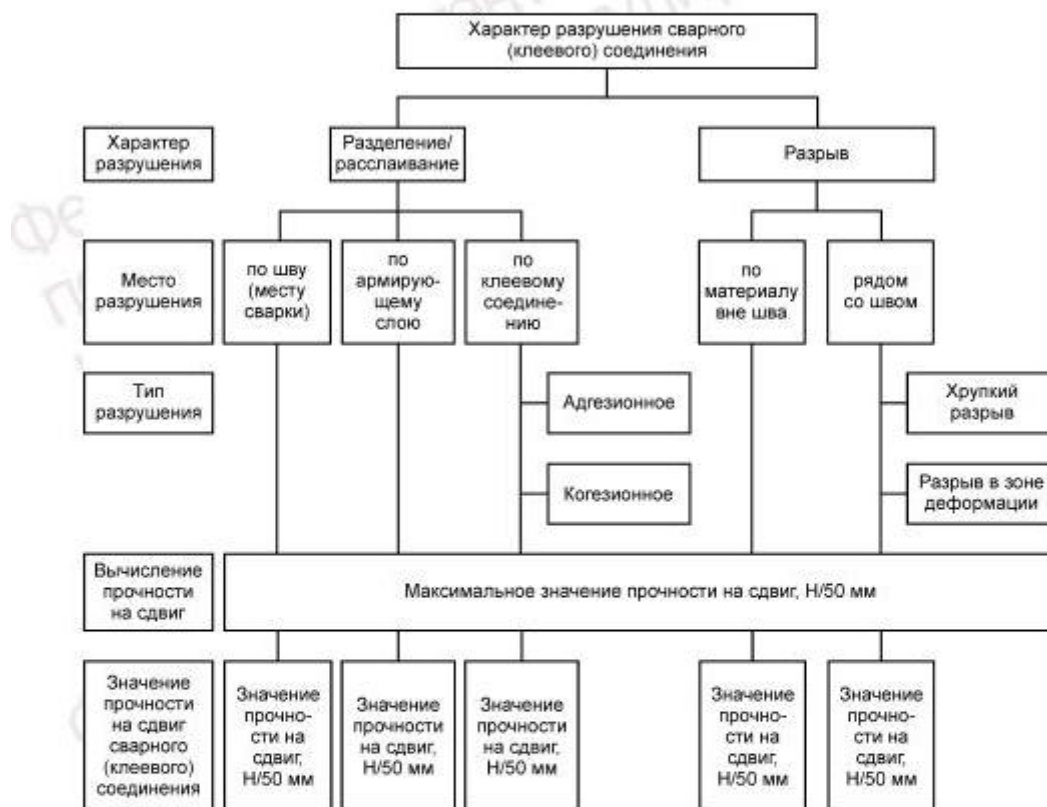 Характер разрушения сварного
(клеевого) соединения
Характер
разрушения
Разделение/
расслаивание
Разрыв
Место
разрушения
по шву
(месту
сварки)
по
армирую-
щему
слою
по
клеевому
соедине-
нию
по
материалу
вне шва
рядом
со швом
Тип
разрушения
Адгезионное
Хрупкий
разрыв
Когезионное
Разрыв в зоне
деформации
Вычисление
прочности
на сдвиг
Максимальное значение прочности на сдвиг, Н/50 мм
Значение
прочности
на сдвиг
сварного
(клеевого)
соединения
Значение
прочно-
сти на
сдвиг,
Н/50 мм
Значение
прочности
на сдвиг,
Н/50 мм
Значение
прочности
на сдвиг,
Н/50 мм
Значение
прочно-
сти на
сдвиг,
Н/50 мм
Значение
прочно-
сти на
сдвиг,
Н/50 мм